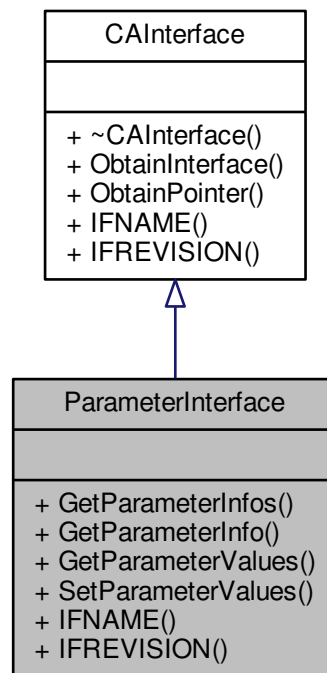 CAInterface
+ ~CAInterface()
+ ObtainInterface()
+ ObtainPointer()
+ IFNAME()
+ IFREVISION()
ParameterInterface
+ GetParameterInfos()
+ GetParameterInfo()
+ GetParameterValues()
+ SetParameterValues()
+ IFNAME()
+ IFREVISION()